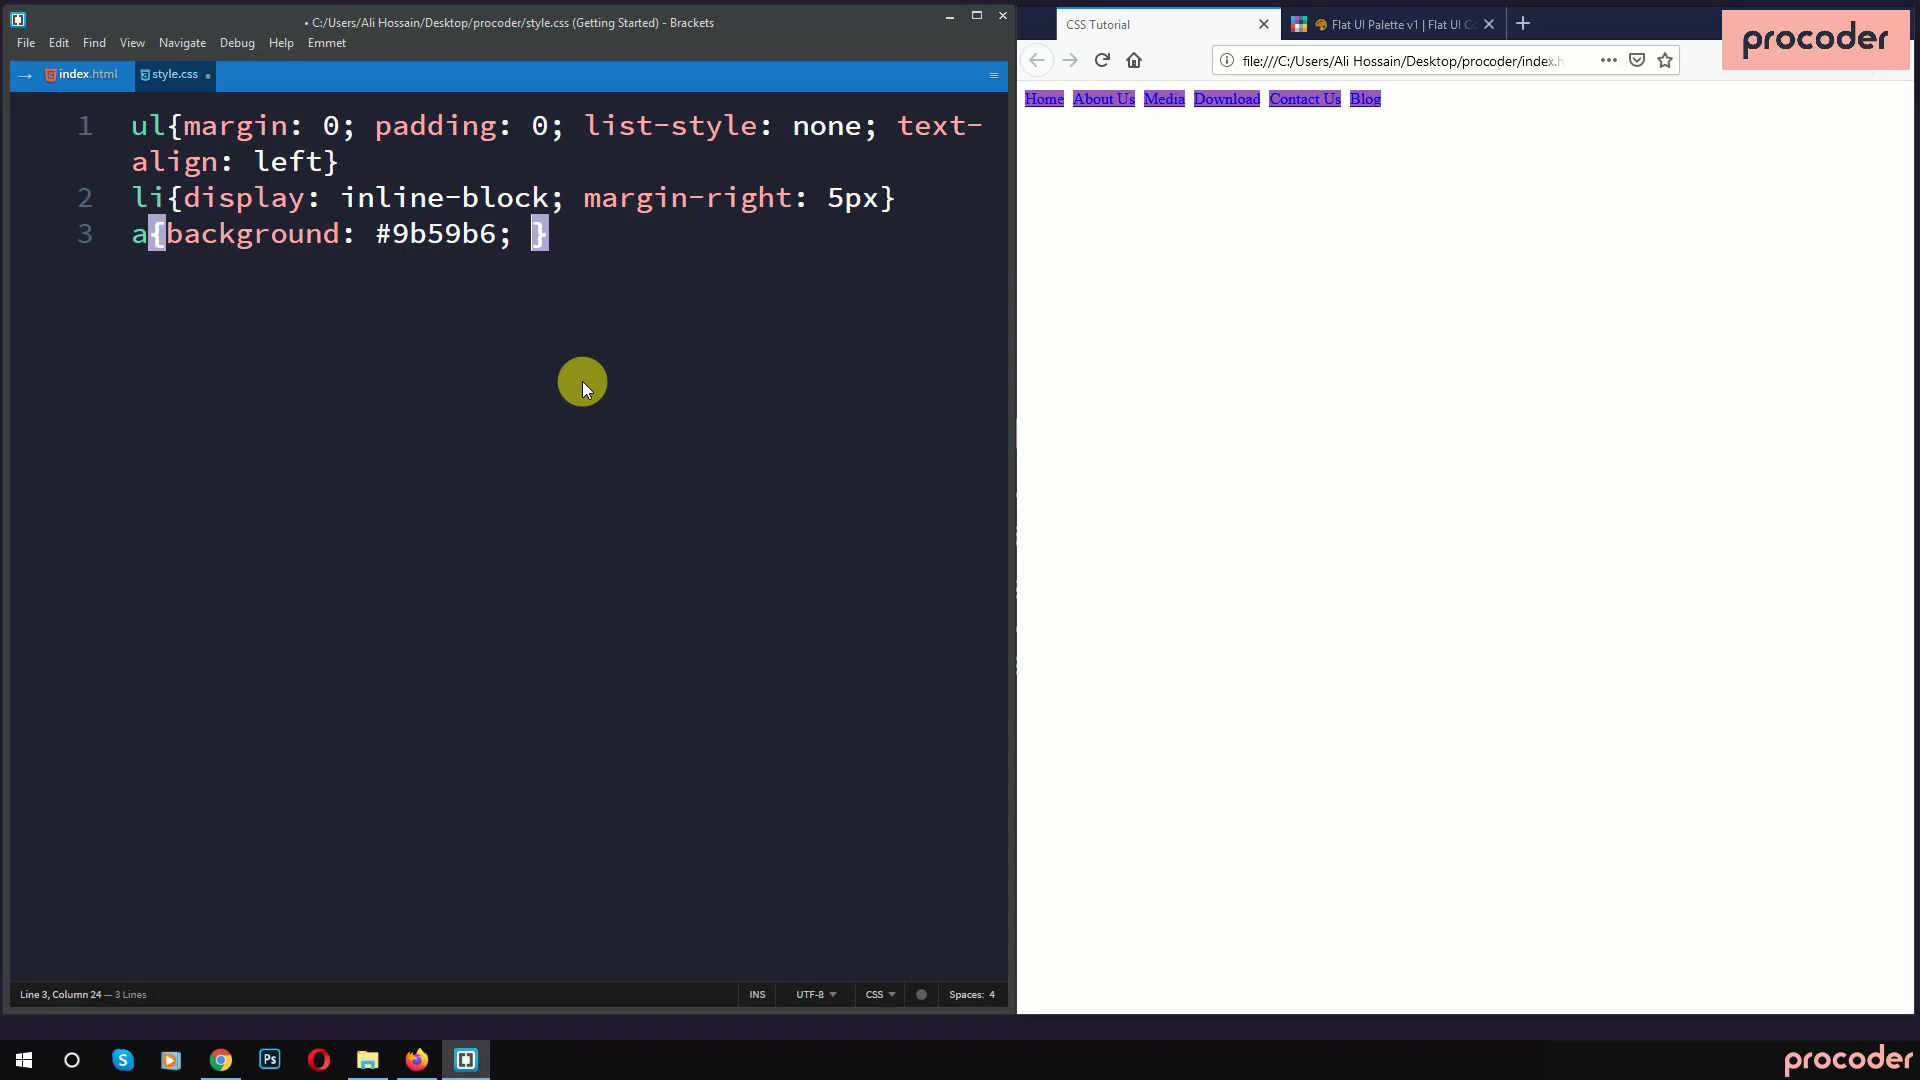 • C:/Users/Ali Hossain/Desktop/procoder/style.css (Getting Started) - Brackets
File Edit Find View Navigate Debug Help Emmet
index.html style.css •
1 ul{margin: 0; padding: 0; list-style: none; text-
align: left}
2 li{display: inline-block; margin-right: 5px}
3 a{background: #9b59b6; }
Line 3, Column 24 — 3 Lines
INS UTF-8 CSS Spaces: 4
CSS Tutorial Flat UI Palette v1 | Flat UI Co
procoder
file:///C:/Users/Ali Hossain/Desktop/procoder/index.h
Home About Us Media Download Contact Us Blog
S Ps
procoder